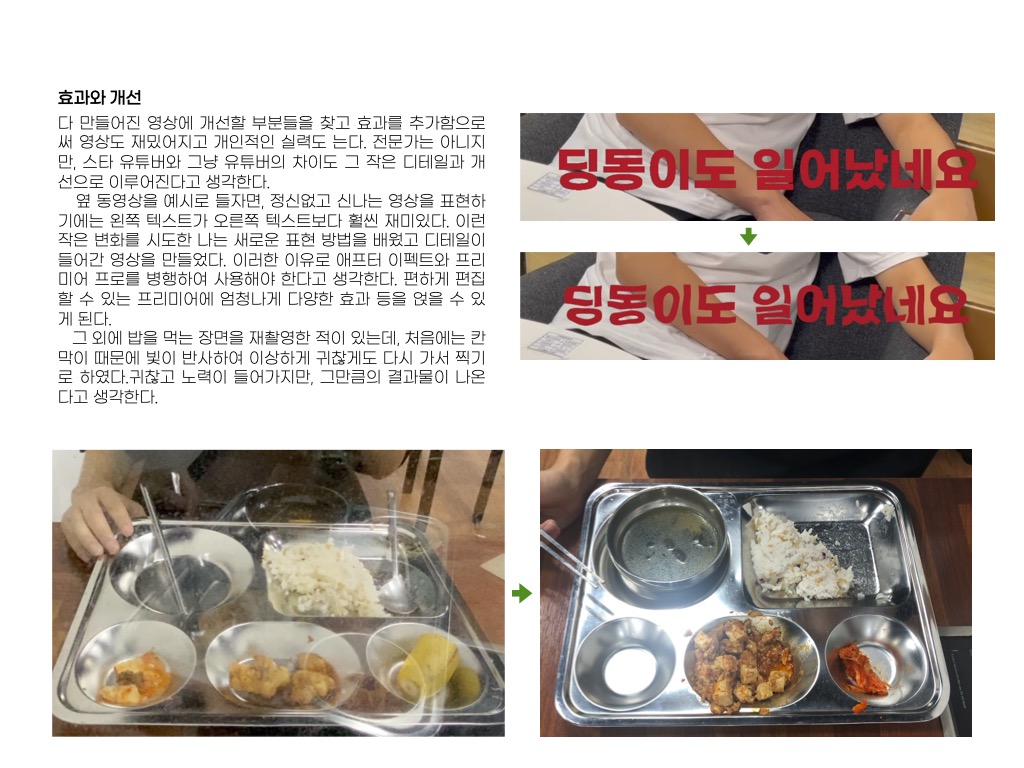 효과와 개선
다 만들어진 영상에 개선할 부분들을 찾고 효과를 추가함으로
써 영상도 재밌어지고 개인적인 실력도 는다. 전문가는 아니지
만, 스타 유튜버와 그냥 유튜버의 차이도 그 작은 디테일과 개
선으로 이루어진다고 생각한다.
옆 동영상을 예시로 들자면, 정신없고 신나는 영상을 표현하
기에는 왼쪽 텍스트가 오른쪽 텍스트보다 훨씬 재미있다. 이런
작은 변화를 시도한 나는 새로운 표현 방법을 배웠고 디테일이
들어간 영상을 만들었다. 이러한 이유로 애프터 이펙트와 프리
미어 프로를 병행하여 사용해야 한다고 생각한다. 편하게 편집
할 수 있는 프리미어에 엄청나게 다양한 효과 등을 얹을 수 있
게 된다.
그 외에 밥을 먹는 장면을 재촬영한 적이 있는데, 처음에는 칸
막이 때문에 빛이 반사하여 이상하게 귀찮게도 다시 가서 찍기
로 하였다.귀찮고 노력이 들어가지만, 그만큼의 결과물이 나온
다고 생각한다.
딩동이도 일어났네요
딩동이도 일어났네요